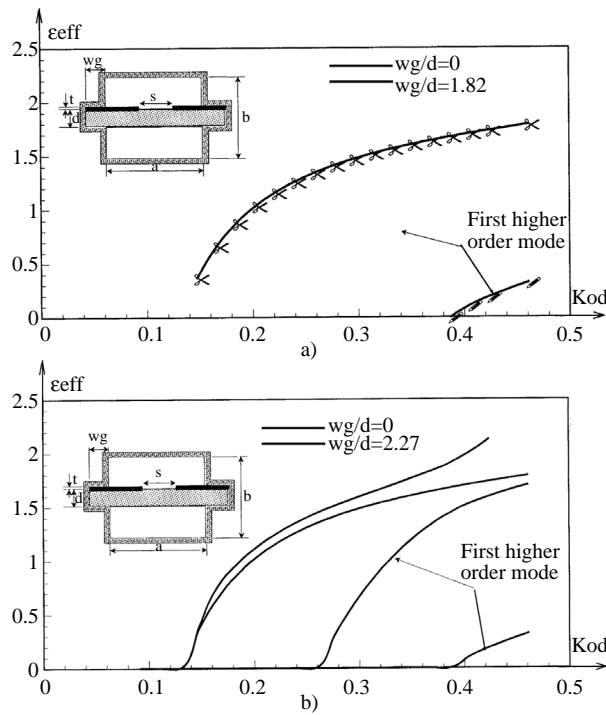 εeff
2.5
2
1.5
1
0.5
0
wg
t
d
s
b
a
wg/d=0
wg/d=1.82
First higher
order mode
Kod
0.1
0.2
0.3
0.4
0.5
a)
εeff
2.5
2
1.5
1
0.5
0
wg
t
d
s
b
a
wg/d=0
wg/d=2.27
First higher
order mode
Kod
0
0.1
0.2
0.3
0.4
0.5
b)